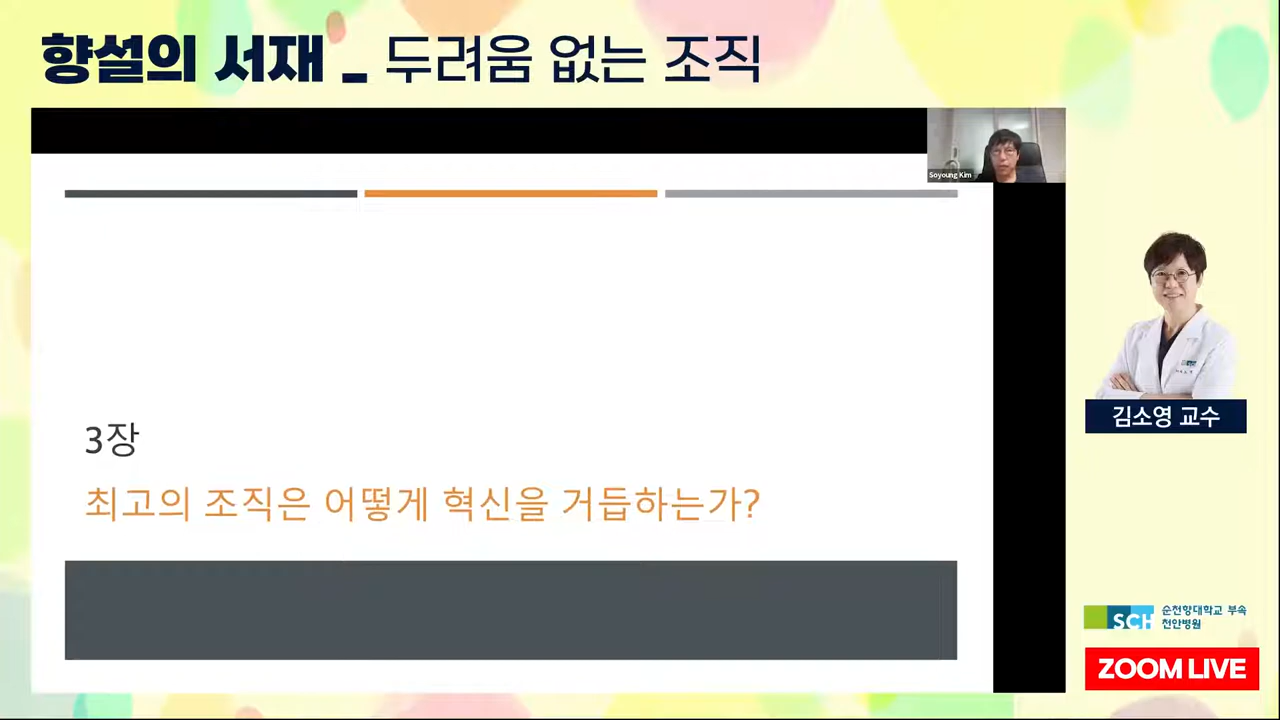 향설의 서재 _ 두려움 없는 조직
Soyoung Kim
3장
최고의 조직은 어떻게 혁신을 거듭하는가?
김소영 교수
SCH 순천향대학교 부속
천안병원
ZOOM LIVE